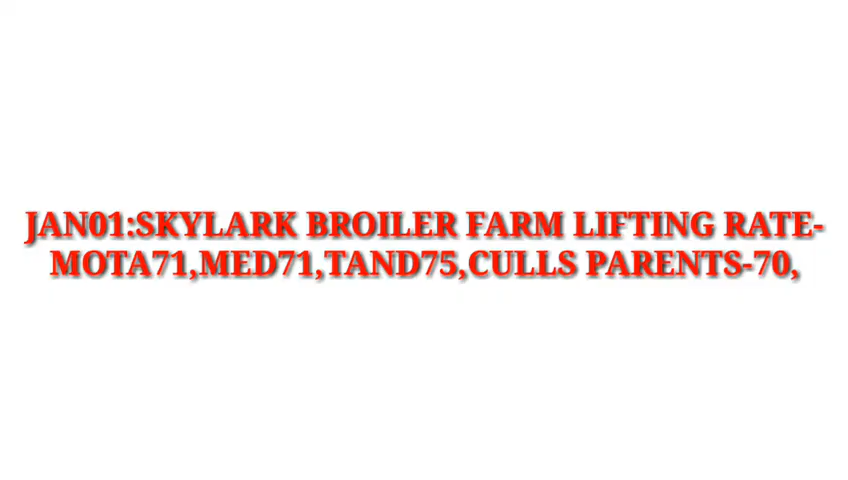 JAN01:SKYLARK BROILER FARM LIFTING RATE-
MOTA71,MED71,TAND75,CULLS PARENTS-70,